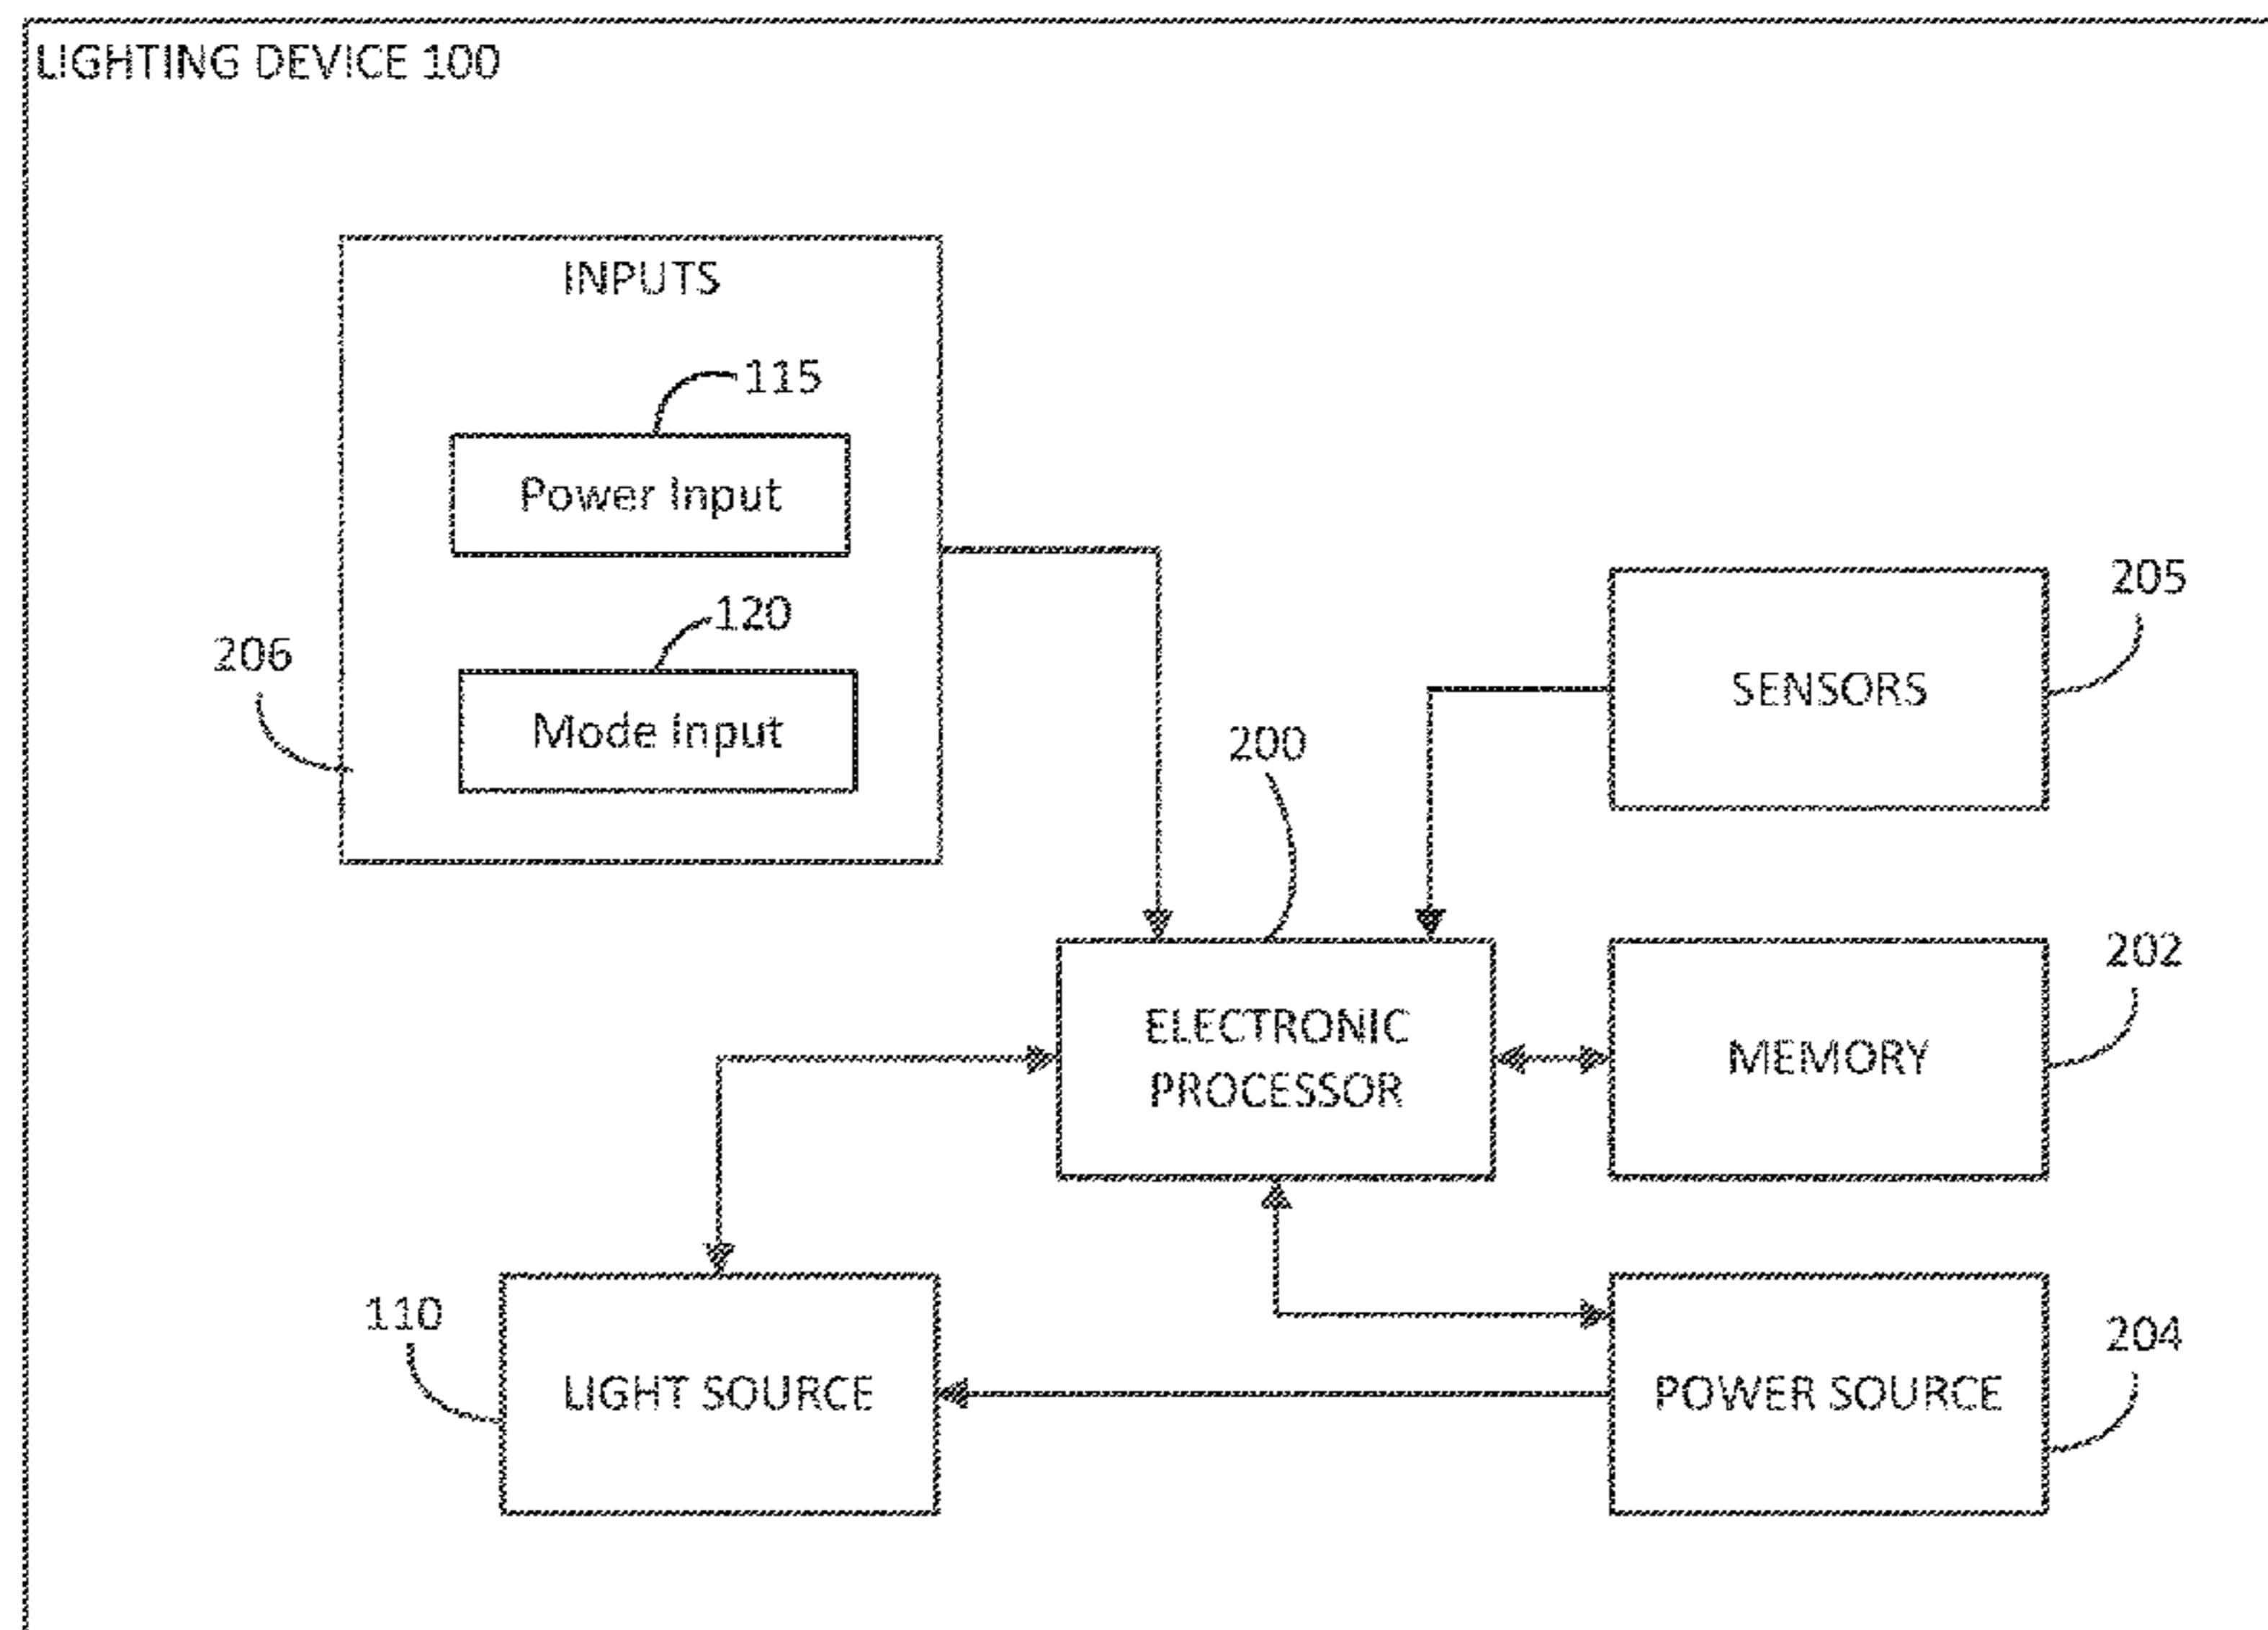 LIGHTING DEVICE 100
INPUTS
115
Power Input
120
Mode Input
206
205
SENSORS
200
202
ELECTRONIC
PROCESSOR
MEMORY
110
LIGHT SOURCE
204
POWER SOURCE